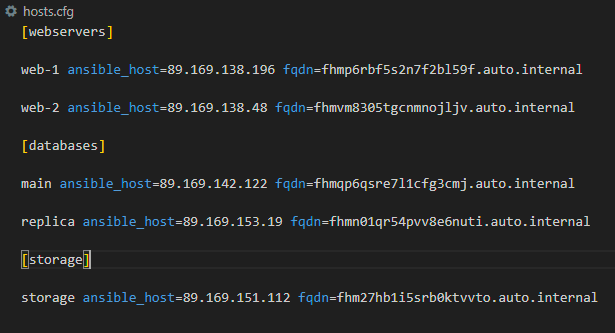 hosts.cfg
[webservers]
web-1 ansible_host=89.169.138.196 fqdn=fhmp6rbf5s2n7f2bl59f.auto.internal
web-2 ansible_host=89.169.138.48 fqdn=fhmvm8305tgcnmnojljv.auto.internal
[databases]
main ansible_host=89.169.142.122 fqdn=fhmqp6qsre7l1cfg3cmj.auto.internal
replica ansible_host=89.169.153.19 fqdn=fhmn01qr54pvv8e6nuti.auto.internal
[storage]
storage ansible_host=89.169.151.112 fqdn=fhm27hb1i5srb0ktvvto.auto.internal